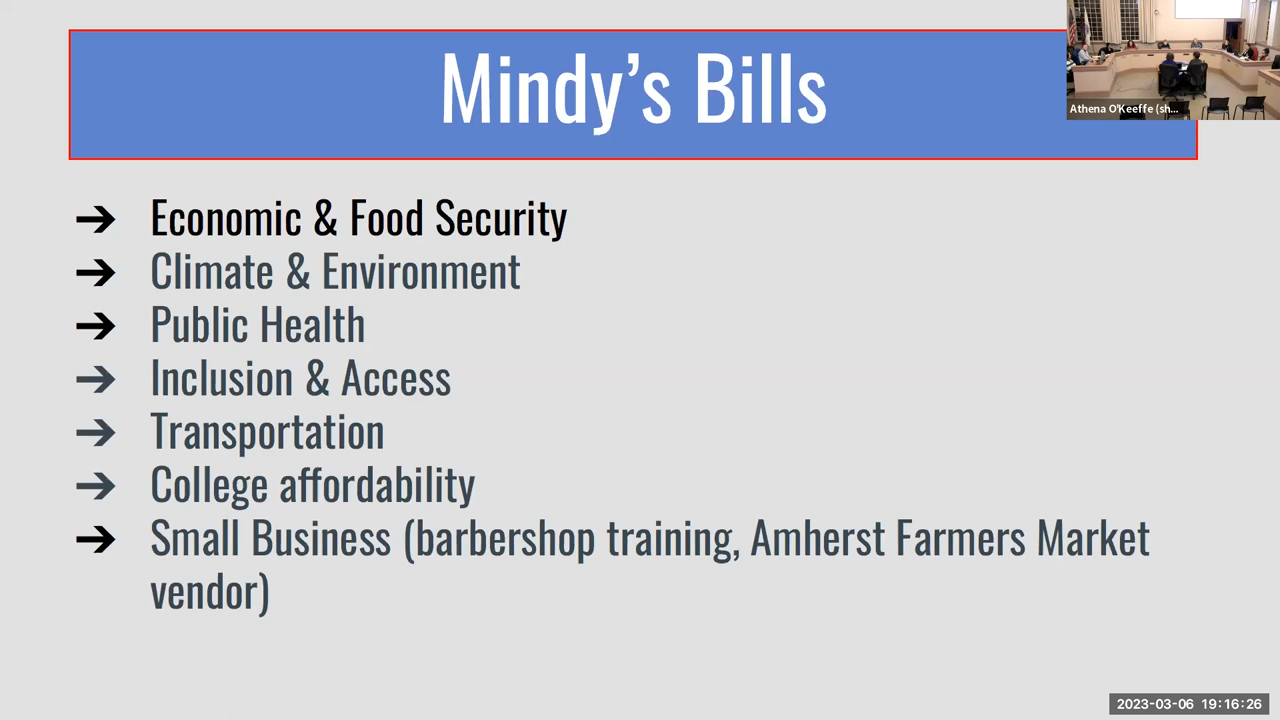 Mindy’s Bills
Athena O'Keeffe (sh...
➔ Economic & Food Security
➔ Climate & Environment
➔ Public Health
➔ Inclusion & Access
➔ Transportation
➔ College affordability
➔ Small Business (barbershop training, Amherst Farmers Market
vendor)
2023-03-06 19:16:26